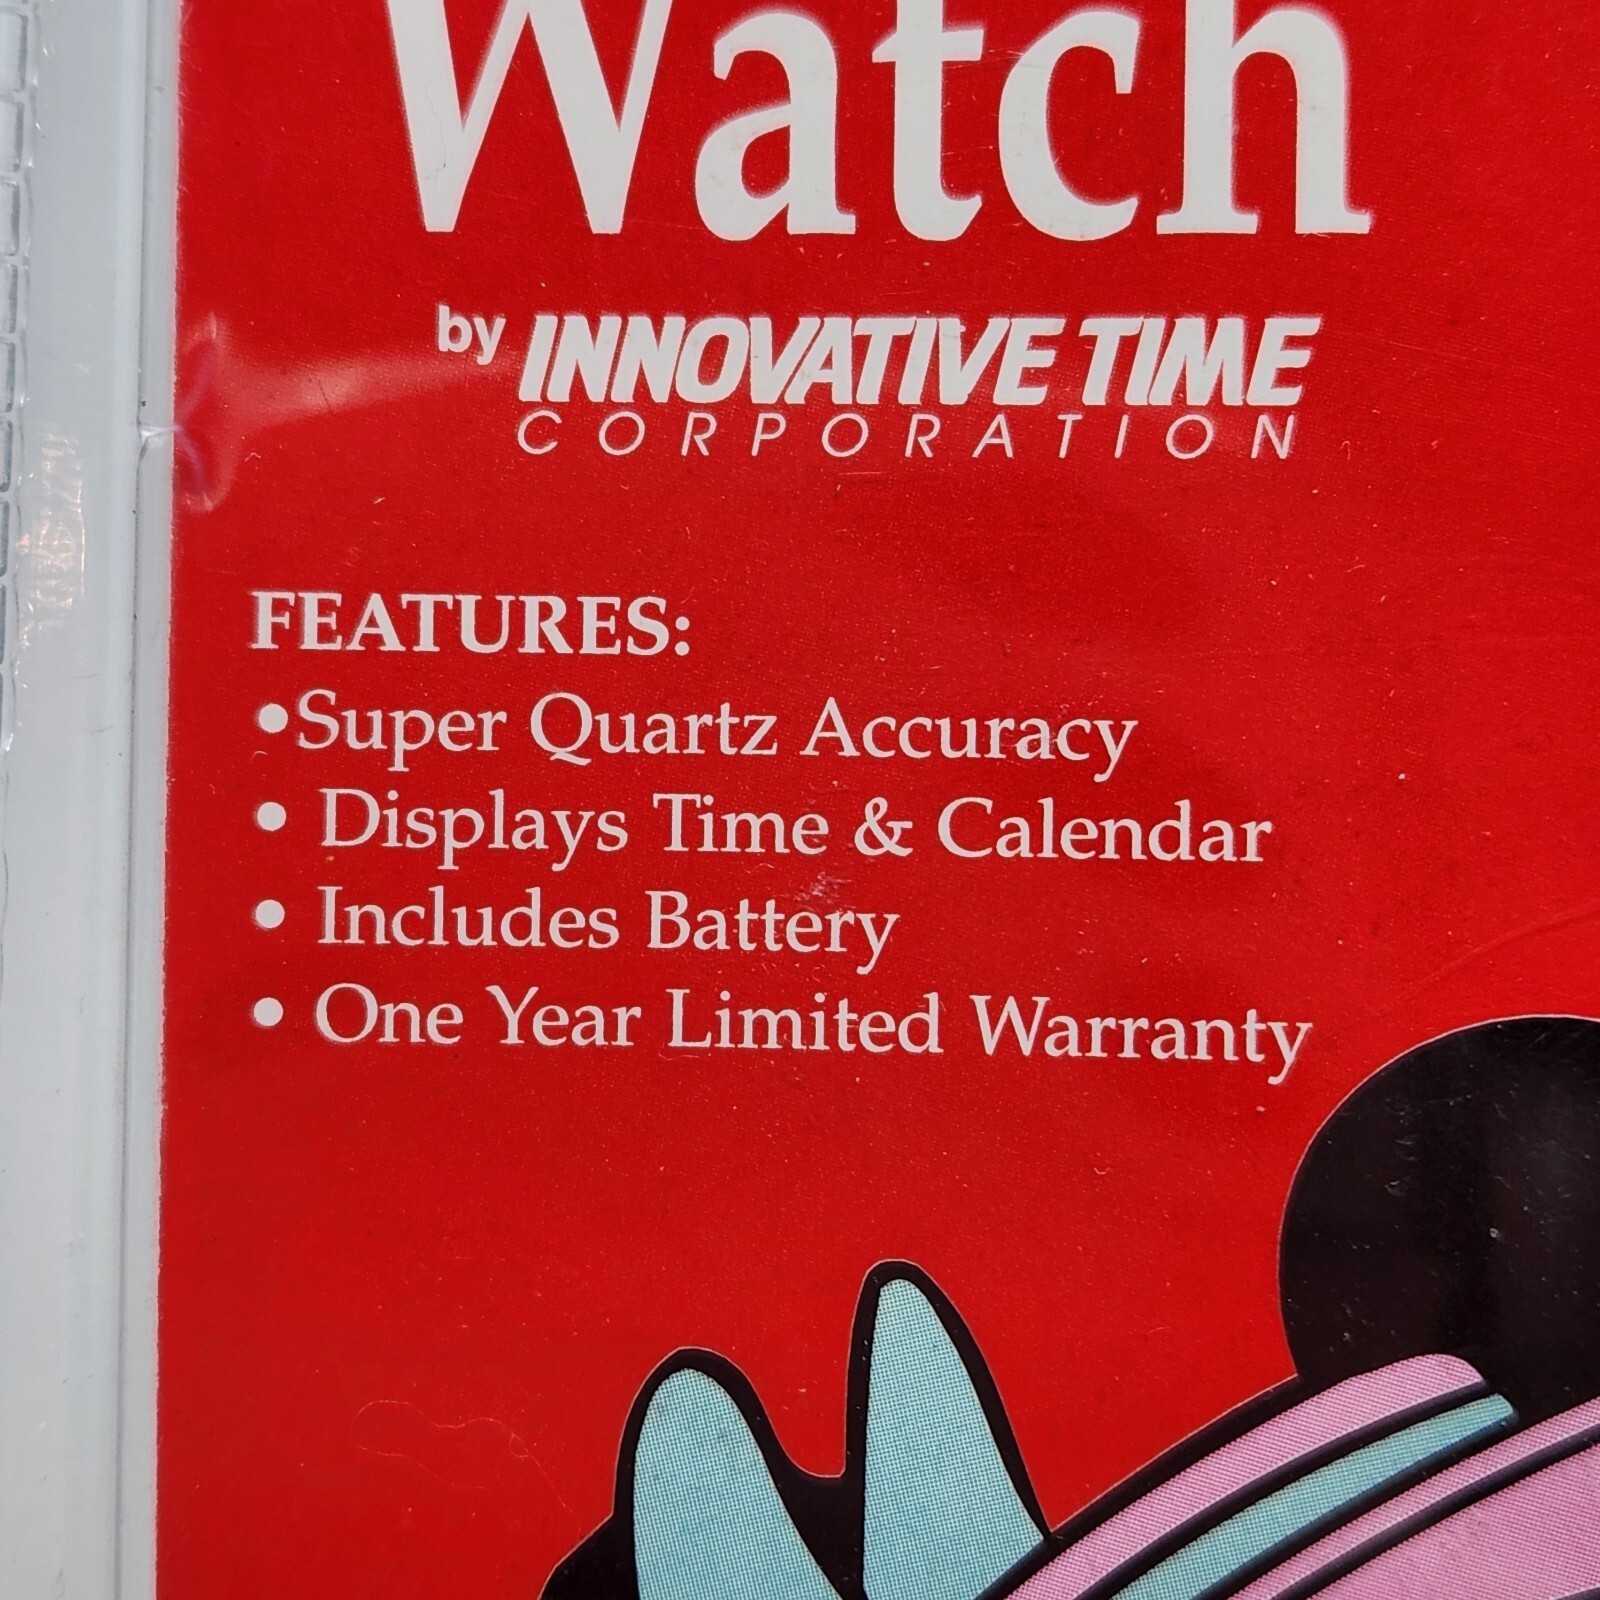 Watch
by INNOVATIVE TIME
CORPORATION
FEATURES:
•Super Quartz Accuracy
• Displays Time & Calendar
• Includes Battery
• One Year Limited Warranty